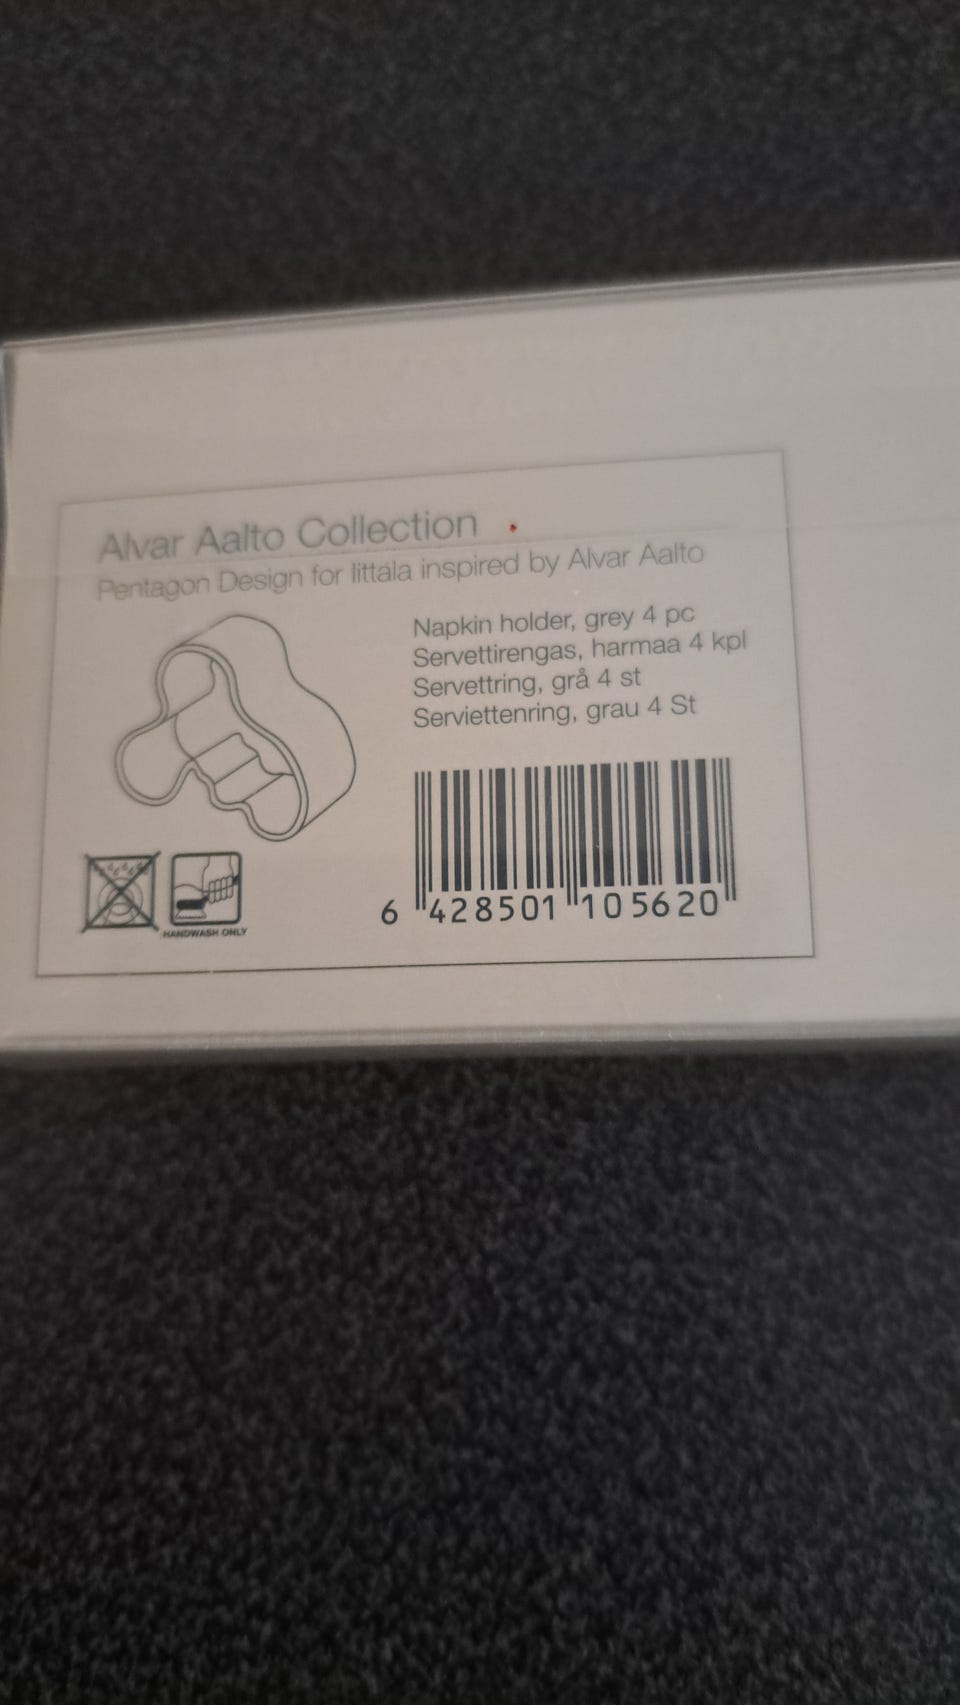 Alvar Aalto Collection
Pentagon Design for Iittala inspired by Alvar Aalto
Napkin holder, grey 4 pc
Servettirengas, harmaa 4 kpl
Servettring, grå 4 st
Serviettenring, grau 4 St
6 428501 105620
HANDWASH ONLY